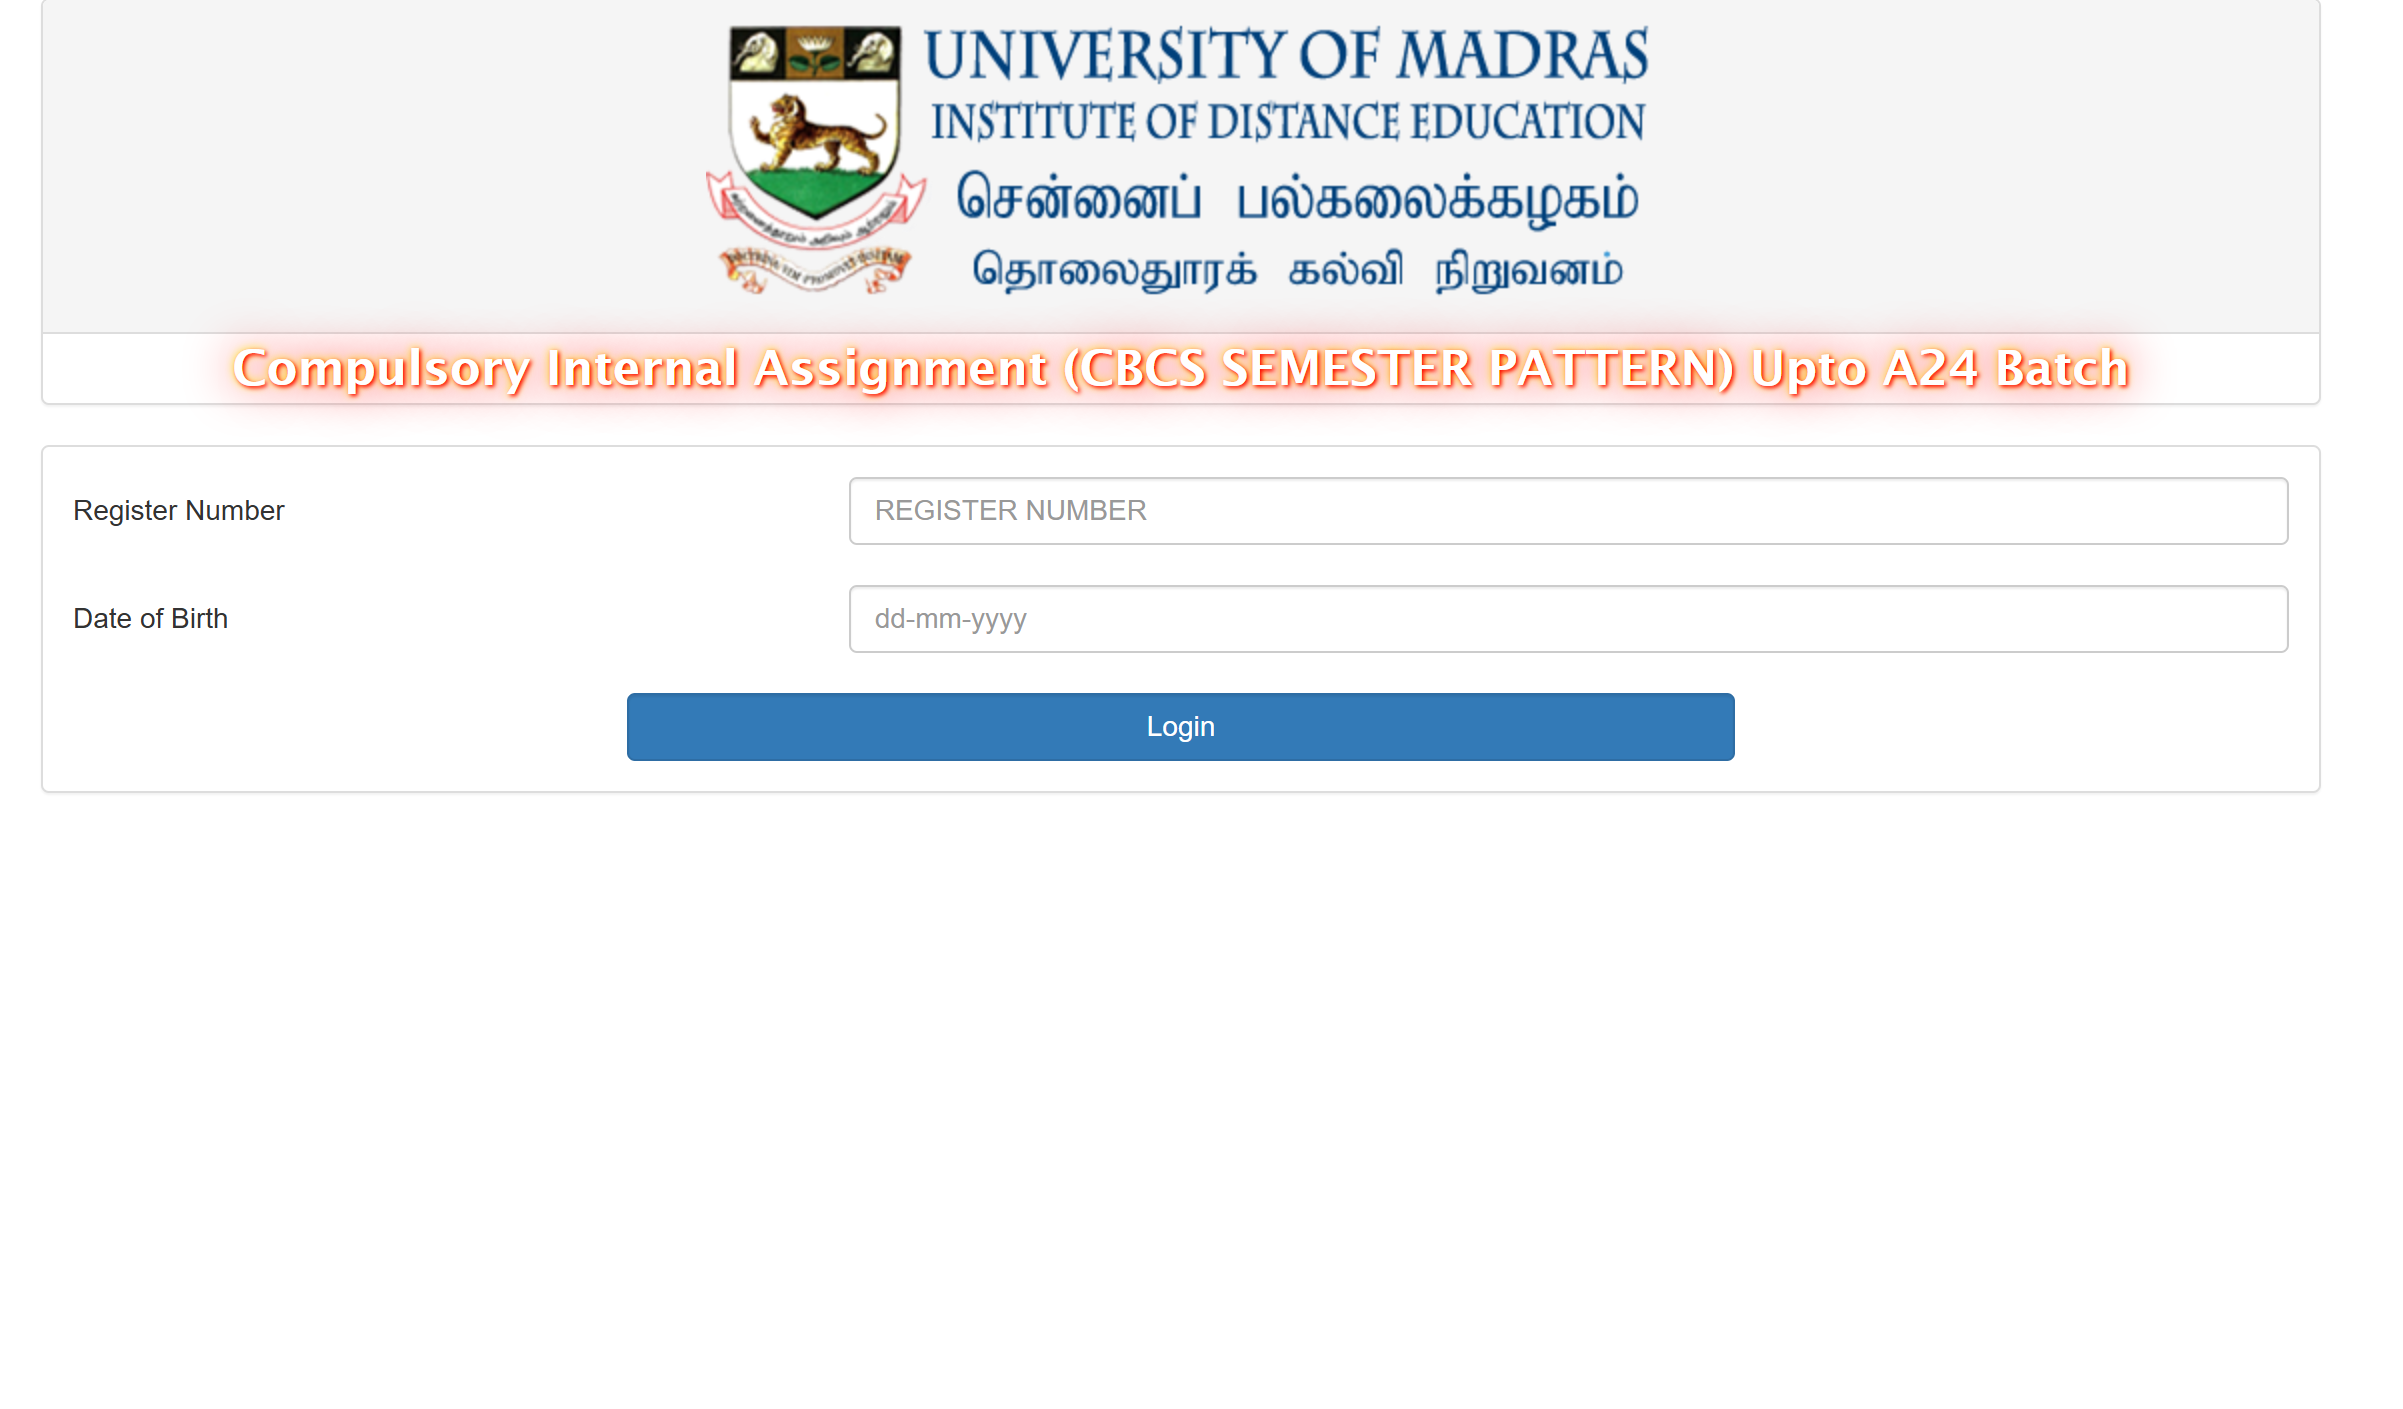 UNIVERSITY OF MADRAS
INSTITUTE OF DISTANCE EDUCATION
சென்னைப் பல்கலைக்கழகம்
தொலைதூரக் கல்வி நிறுவனம்
Compulsory Internal Assignment (CBCS SEMESTER PATTERN) Upto A24 Batch
Register Number
REGISTER NUMBER
Date of Birth
dd-mm-yyyy
Login